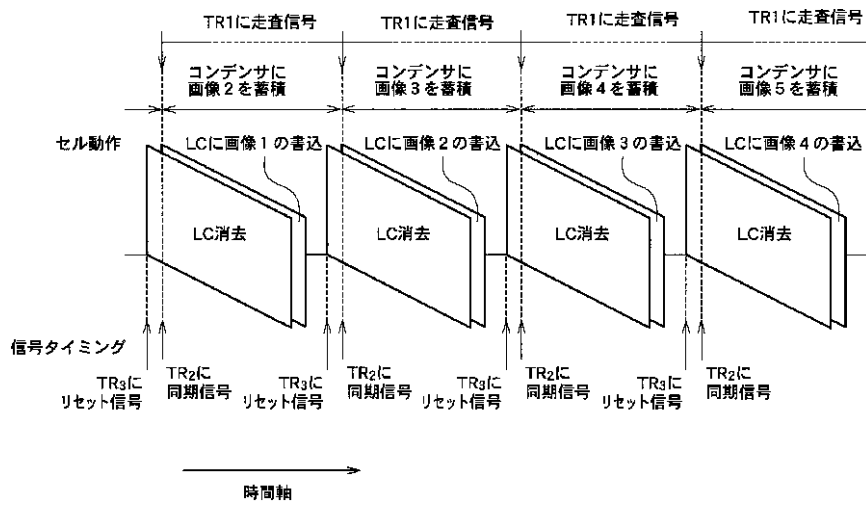 TR1に走査信号
TR1に走査信号
TR1に走査信号
TR1に走査信号
コンデンサに
画像2を蓄積
コンデンサに
画像3を蓄積
コンデンサに
画像4を蓄積
コンデンサに
画像5を蓄積
セル動作
LCに画像1の書込
LCに画像2の書込
LCに画像3の書込
LCに画像4の書込
LC消去
LC消去
LC消去
LC消去
信号タイミング
TR3に
リセット信号
TR2に
同期信号
TR3に
リセット信号
TR2に
同期信号
TR3に
リセット信号
TR2に
同期信号
TR3に
リセット信号
TR2に
同期信号
時間軸